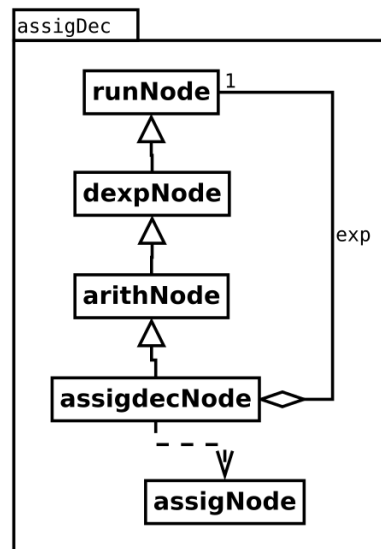 assigDec
runNode
1
dexpNode
exp
arithNode
assigdecNode
assigNode